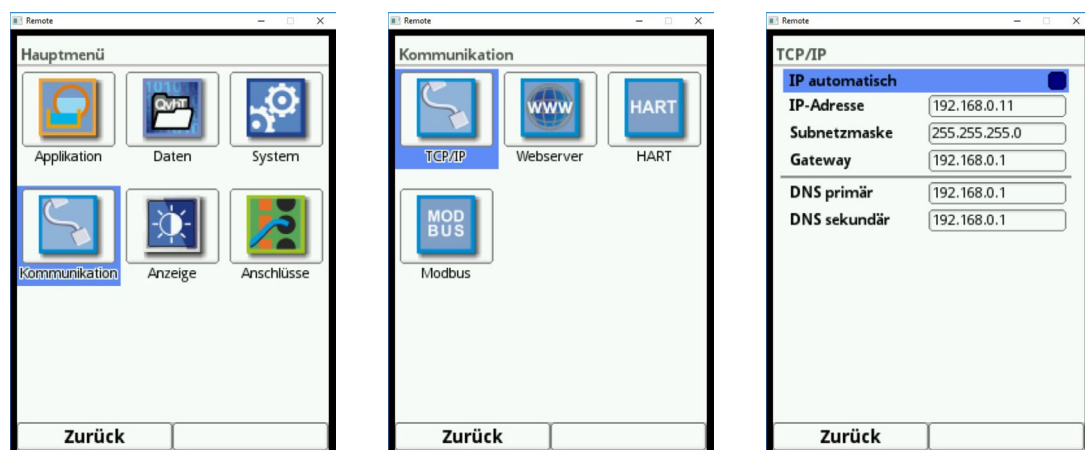 Remote
Hauptmenü
1010
QvhT
Applikation
Daten
System
Kommunikation
Anzeige
Anschlüsse
Zurück
Remote
Kommunikation
WWW
HART
TCP/IP
Webserver
HART
MOD
BUS
Modbus
Zurück
Remote
TCP/IP
IP automatisch
IP-Adresse 192.168.0.11
Subnetzmaske 255.255.255.0
Gateway 192.168.0.1
DNS primär 192.168.0.1
DNS sekundär 192.168.0.1
Zurück